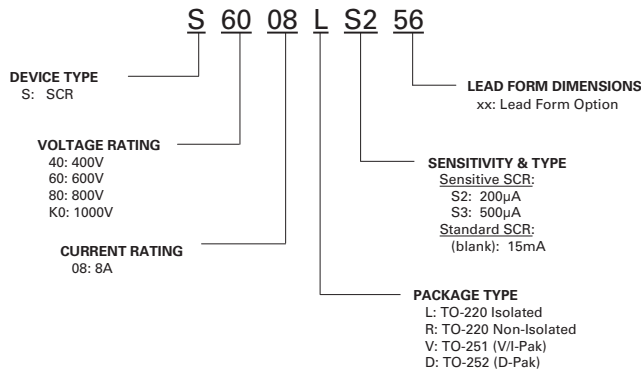 S 60 08 L S2 56
DEVICE TYPE
S: SCR
VOLTAGE RATING
40: 400V
60: 600V
80: 800V
K0: 1000V
CURRENT RATING
08: 8A
LEAD FORM DIMENSIONS
xx: Lead Form Option
SENSITIVITY & TYPE
Sensitive SCR:
S2: 200µA
S3: 500µA
Standard SCR:
(blank): 15mA
PACKAGE TYPE
L: TO-220 Isolated
R: TO-220 Non-Isolated
V: TO-251 (V/I-Pak)
D: TO-252 (D-Pak)